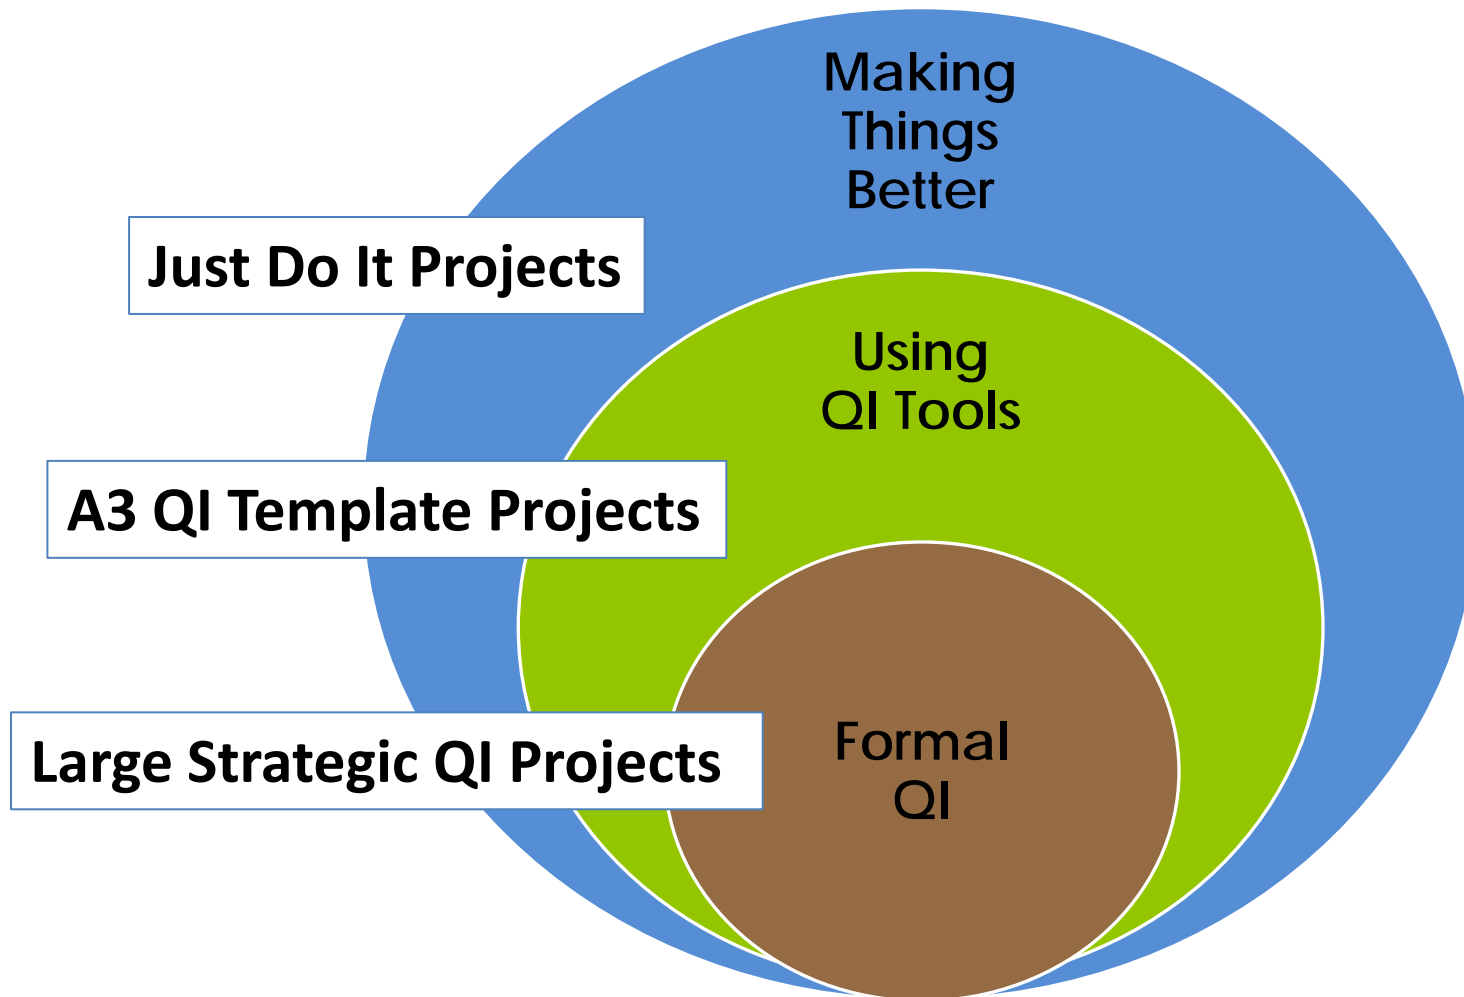 Making
Things
Better
Just Do It Projects
Using
QI Tools
A3 QI Template Projects
Formal
QI
Large Strategic QI Projects